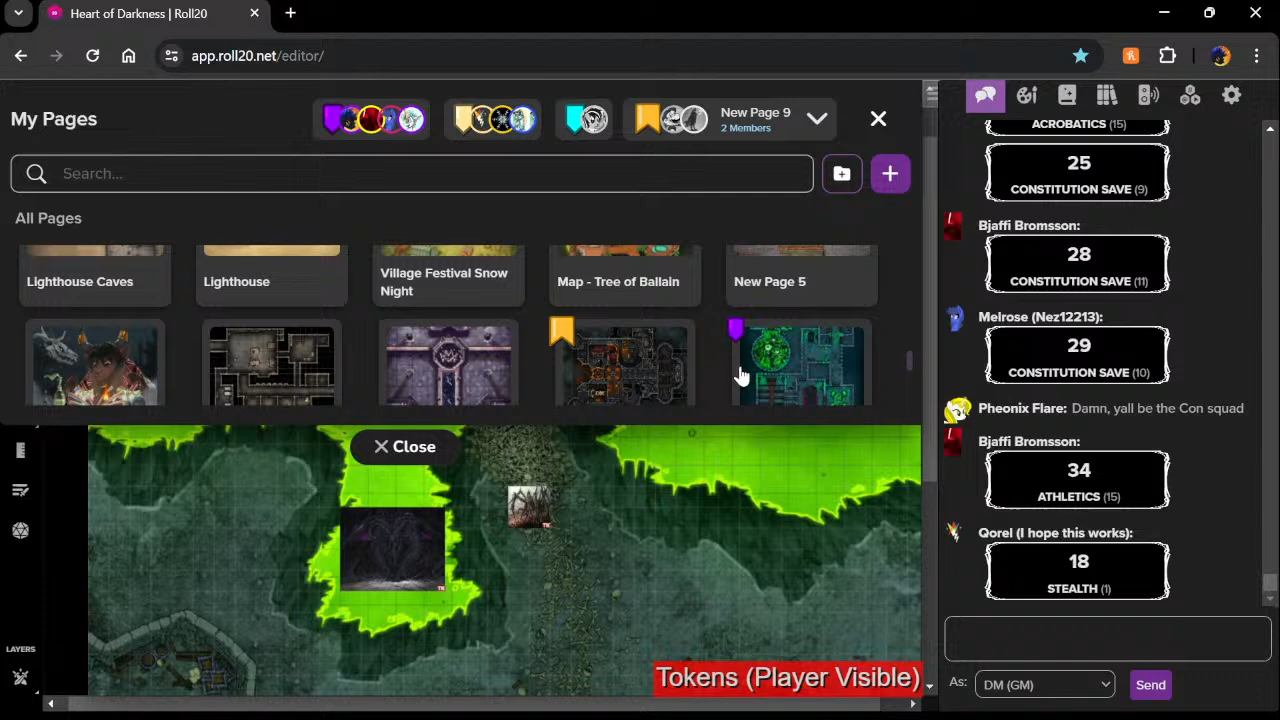 Heart of Darkness | Roll20
app.roll20.net/editor/
My Pages
New Page 9
2 Members
Search...
All Pages
Lighthouse Caves
Lighthouse
Village Festival Snow
Night
Map - Tree of Ballain
New Page 5
Close
LAYERS
Tokens (Player Visible)
ACROBATICS (15)
25
CONSTITUTION SAVE (9)
Bjaffi Bromsson:
28
CONSTITUTION SAVE (11)
Melrose (Nez12213):
29
CONSTITUTION SAVE (10)
Pheonix Flare: Damn, yall be the Con squad
Bjaffi Bromsson:
34
ATHLETICS (15)
Qorel (I hope this works):
18
STEALTH (1)
As:
DM (GM)
Send